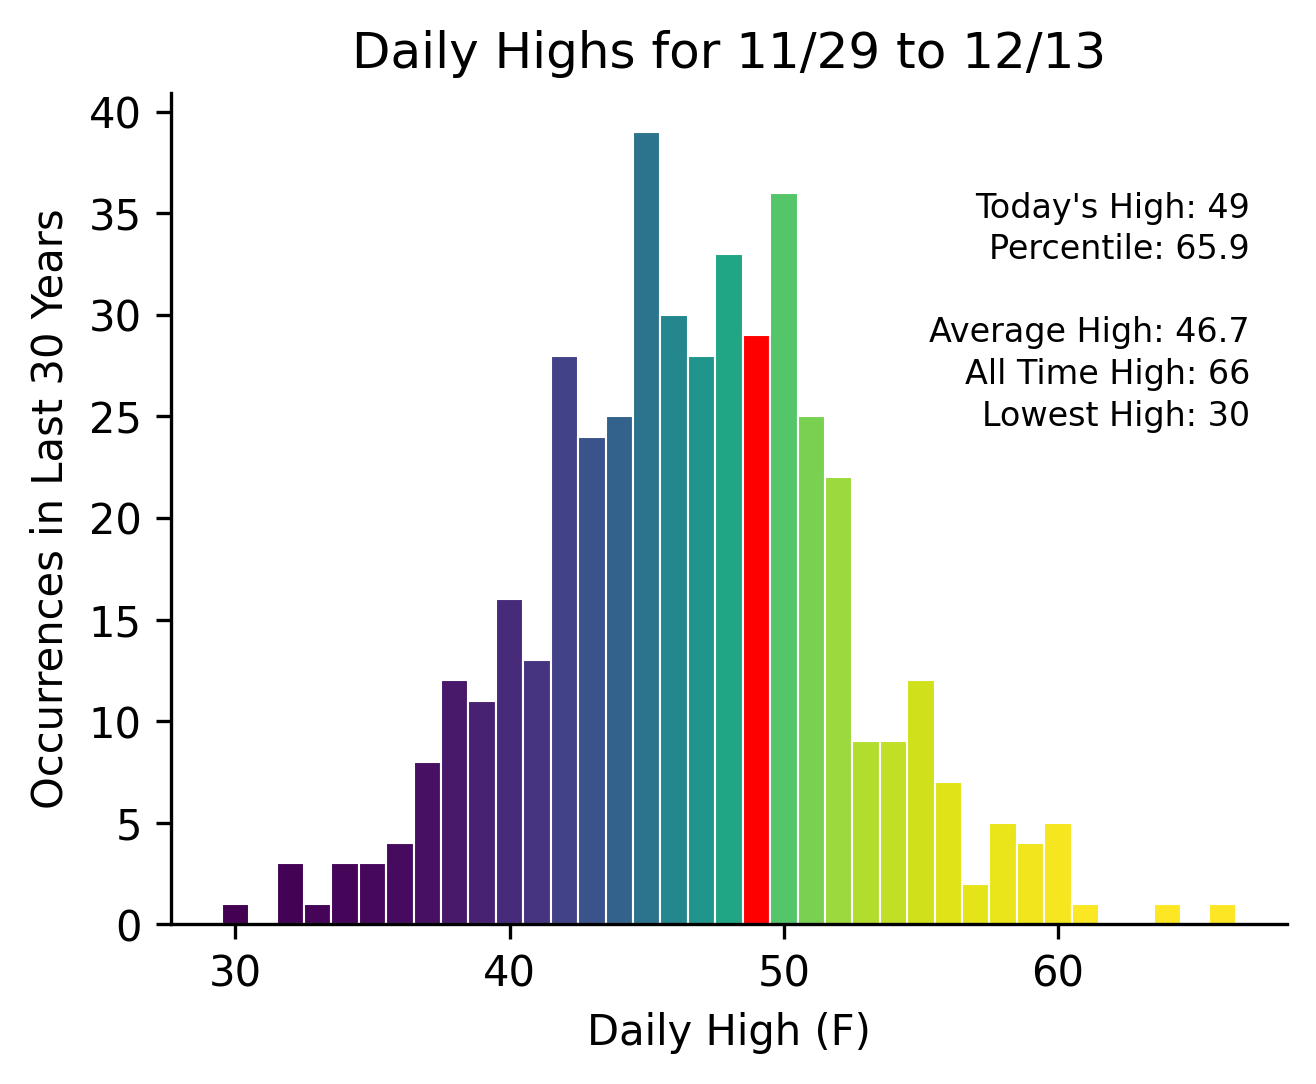 Daily Highs for 11/29 to 12/13
Occurrences in Last 30 Years
40
35
30
25
20
15
10
5
0
Today's High: 49
Percentile: 65.9
Average High: 46.7
All Time High: 66
Lowest High: 30
30 40 50 60
Daily High (F)